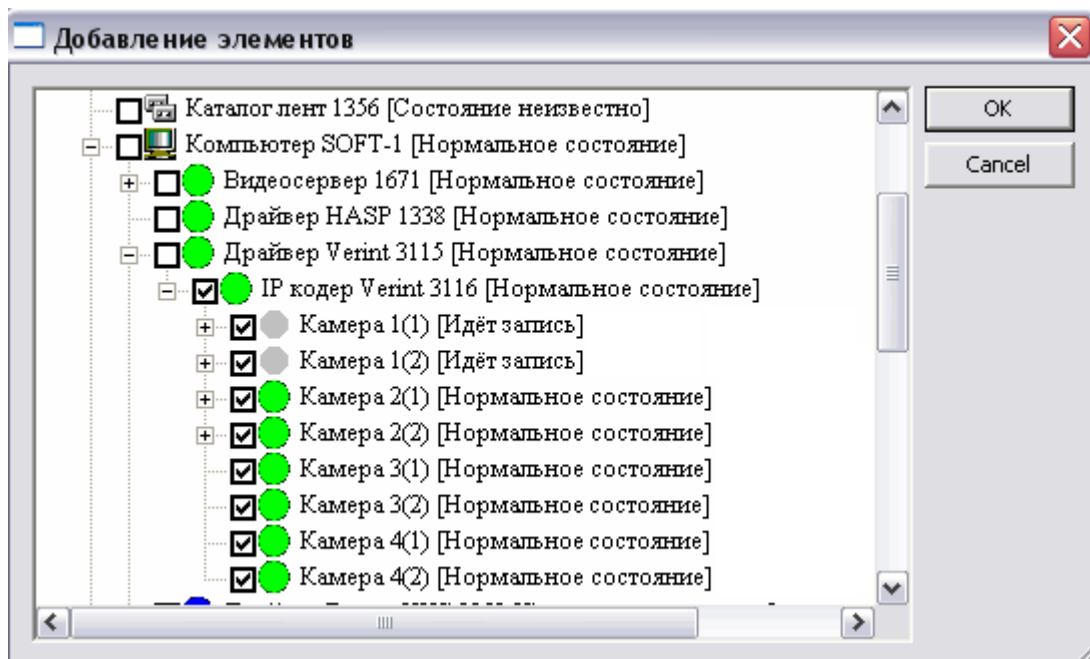 Добавление элементов
Каталог лент 1356 [Состояние неизвестно]
OK
Компьютер SOFT-1 [Нормальное состояние]
Cancel
Видеосервер 1671 [Нормальное состояние]
Драйвер HASP 1338 [Нормальное состояние]
Драйвер Verint 3115 [Нормальное состояние]
IP кодер Verint 3116 [Нормальное состояние]
Камера 1(1) [Идёт запись]
Камера 1(2) [Идёт запись]
Камера 2(1) [Нормальное состояние]
Камера 2(2) [Нормальное состояние]
Камера 3(1) [Нормальное состояние]
Камера 3(2) [Нормальное состояние]
Камера 4(1) [Нормальное состояние]
Камера 4(2) [Нормальное состояние]